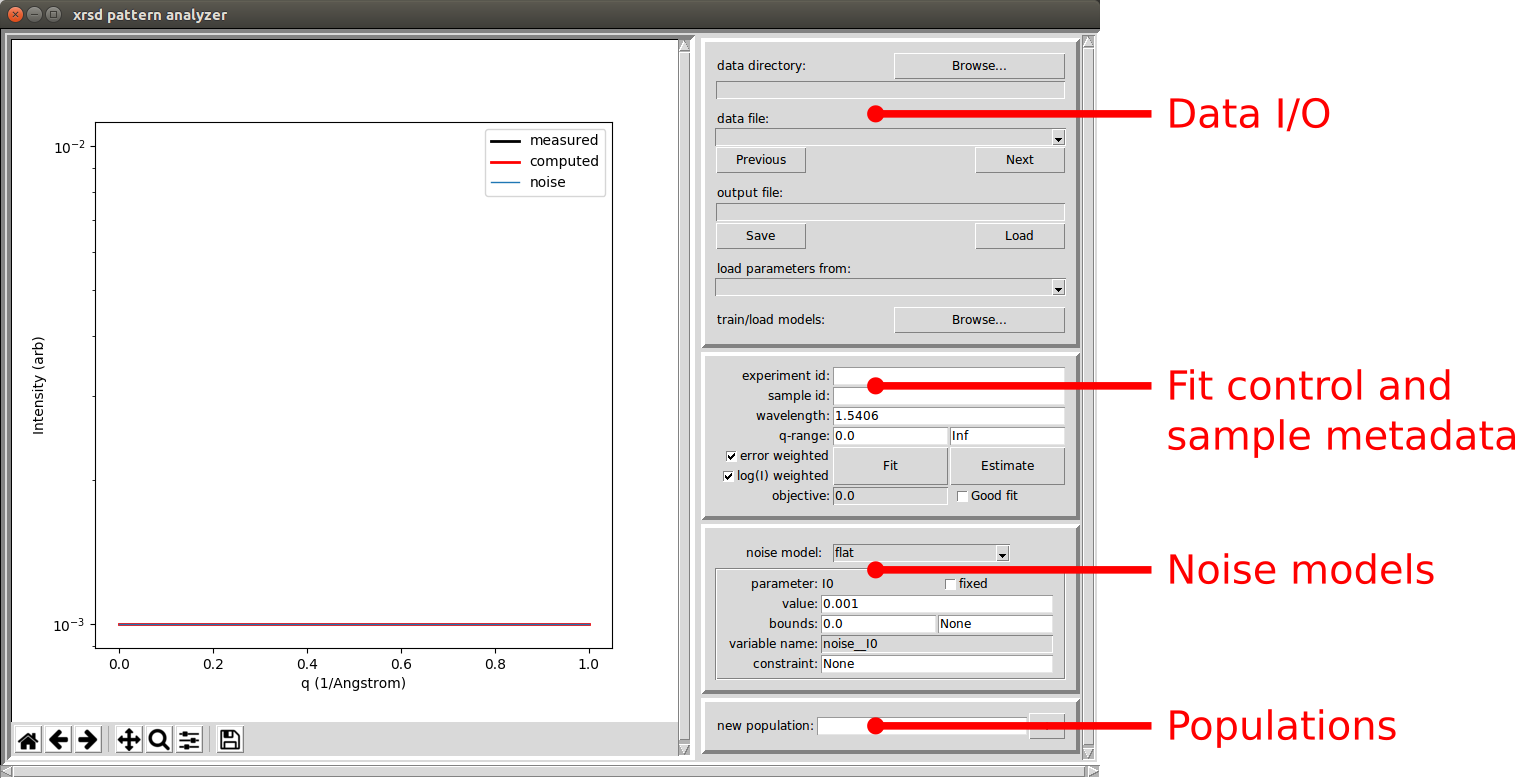 xrsd pattern analyzer
measured
computed
noise
10⁻²
10⁻³
Intensity (arb)
0.0 0.2 0.4 0.6 0.8 1.0
q (1/Angstrom)
data directory: Browse...
data file:
Previous Next
output file:
Save Load
load parameters from:
train/load models: Browse...
experiment id:
sample id:
wavelength: 1.5406
q-range: 0.0 Inf
error weighted
log(I) weighted
Fit Estimate
objective: 0.0 Good fit
noise model: flat
parameter: I0 fixed
value: 0.001
bounds: 0.0 None
variable name: noise__I0
constraint: None
new population:
Data I/O
Fit control and
sample metadata
Noise models
Populations